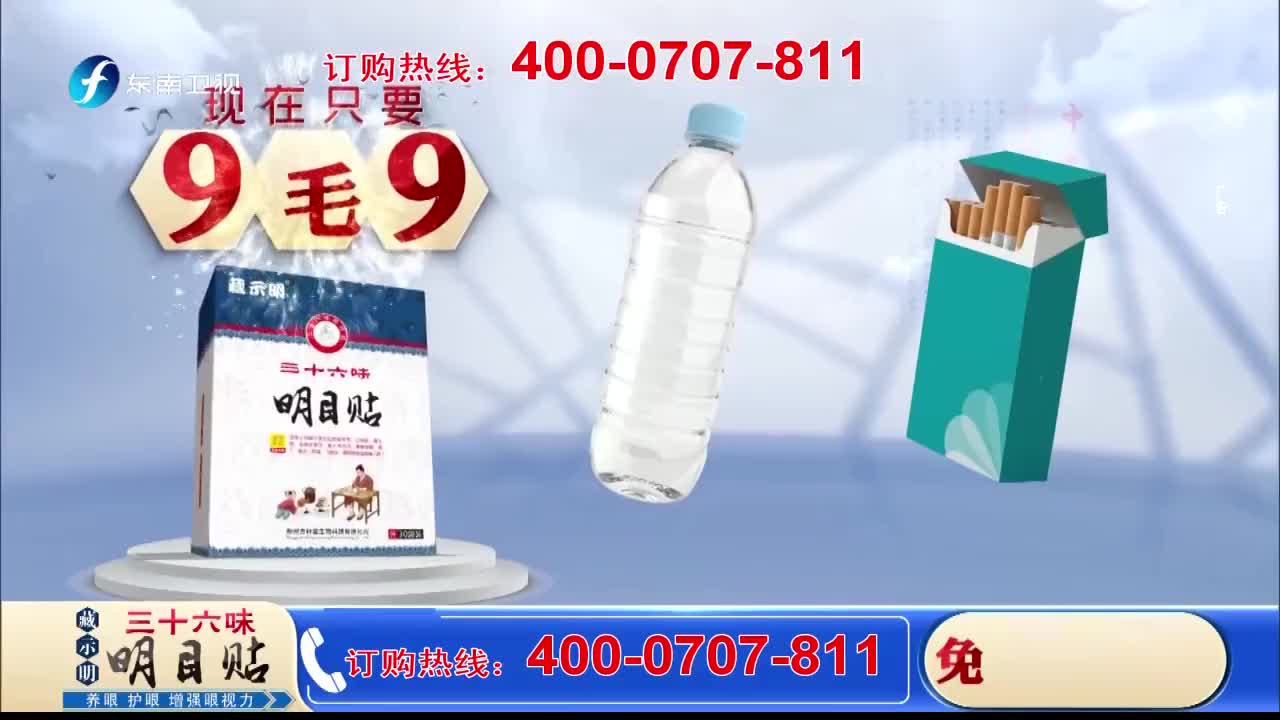 订购热线：400-0707-811
东南卫视
现在只要
9毛9
藏示明
三十六味
明目贴
藏示明
三十六味
明目贴
养眼 护眼 增强眼视力
订购热线：400-0707-811
免